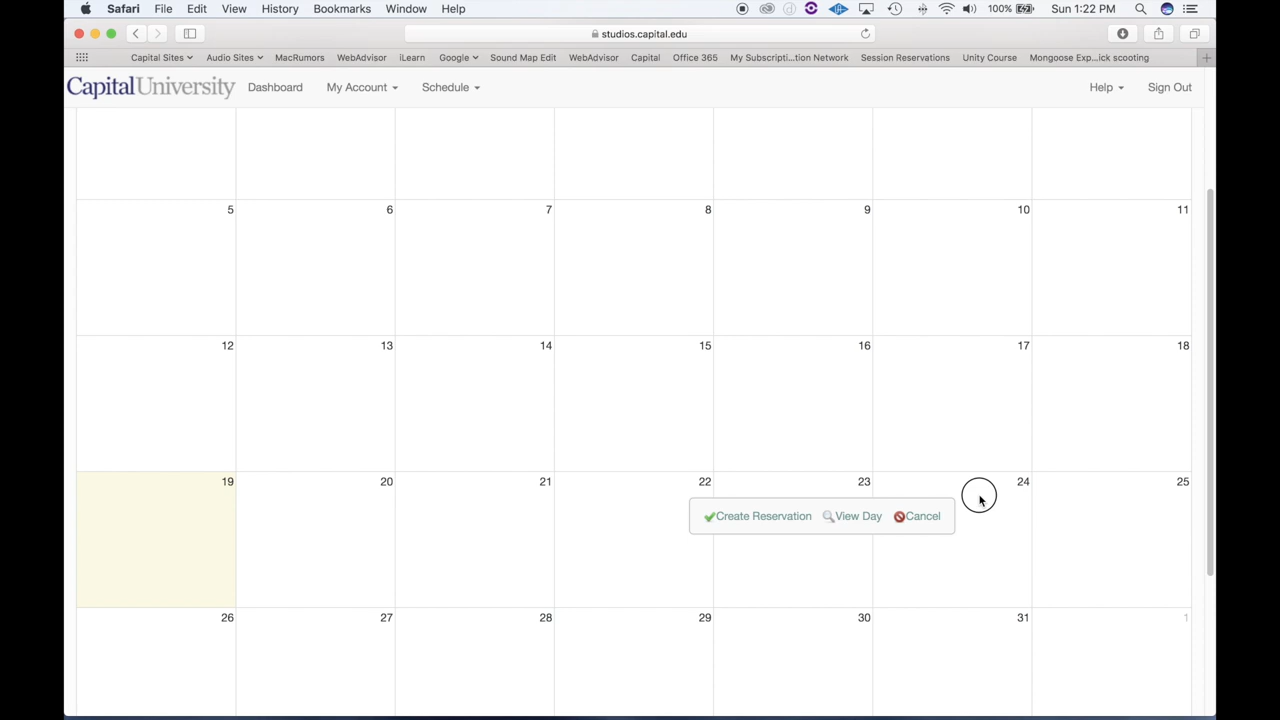 Safari File Edit View History Bookmarks Window Help 100% Sun 1:22 PM
studios.capital.edu
Capital Sites Audio Sites MacRumors WebAdvisor iLearn Google Sound Map Edit WebAdvisor Capital Office 365 My Subscripti...tion Network Session Reservations Unity Course Mongoose Exp...ick scooting
CapitalUniversity Dashboard My Account Schedule Help Sign Out
5 6 7 8 9 10 11
12 13 14 15 16 17 18
19 20 21 22 23 24 25
Create Reservation View Day Cancel
26 27 28 29 30 31 1